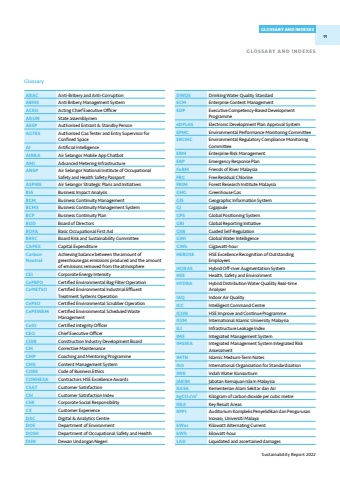 GLOSSARY AND INDEXES
91
GLOSSARY AND INDEXES
Glossary
ABAC Anti-Bribery and Anti-Corruption
ABMS Anti Bribery Management System
ACEO Acting Chief Executive Officer
ADUN State assemblymen
AESP Authorised Entrant & Standby Person
AGTES Authorised Gas Tester and Entry Supervisor for
Confined Space
AI Artificial Intelligence
Air Selangor Mobile App Chatbot
AMI Advanced Metering Infrastructure
Air Selangor National Institute of Occupational
Safety and Health Safety Passport
ASPIRE Air Selangor Strategic Plans and Initiatives
BIA Business Impact Analysis
BCM Business Continuity Management
BCMS Business Continuity Management System
BCP Business Continuity Plan
BOD Board of Directors
BOFA Basic Occupational First Aid
BRSC Board Risk and Sustainability Committee
CAPEX Capital Expenditure
Carbon Achieving balance between the amount of
Neutral greenhouse gas emissions produced and the amount
of emissions removed from the atmosphere
CEI Corporate Energy Intensity
CePBFO Certified Environmental Bag Filter Operation
CePIETSO Certified Environmental Industrial Effluent
Treatment Systems Operation
CePSO Certified Environmental Scrubber Operation
CePSWaM Certified Environmental Scheduled Waste
Management
CeIO Certified Integrity Officer
CEO Chief Executive Officer
CIDB Construction Industry Development Board
CM Corrective Maintenance
CMP Coaching and Mentoring Programme
CMS Content Management System
COBE Code of Business Ethics
COHSEEA Contractors HSE Excellence Awards
CSAT Customer Satisfaction
CSI Customer Satisfaction Index
CSR Corporate Social Responsibility
CX Customer Experience
DAC Digital & Analytics Centre
DOE Department of Environment
DOSH Department of Occupational Safety and Health
DUN Dewan Undangan Negeri
DWQS Drinking Water Quality Standard
ECM Enterprise Content Management
EDP Executive Competency-Based Development
Programme
eDPLAS Electronic Development Plan Approval System
EPMC Environmental Performance Monitoring Committee
ERCMC Environmental Regulatory Compliance Monitoring
Committee
ERM Enterprise Risk Management
ERP Emergency Response Plan
FoRM Friends of River Malaysia
FRC Free Residual Chlorine
FRIM Forest Research Institute Malaysia
GHG Greenhouse Gas
GIS Geographic Information System
GJ Gigajoule
GPS Global Positioning System
GRI Global Reporting Initiative
GSR Guided Self-Regulation
GWI Global Water Intelligence
GWh Gigawatt-hour
HEROSE HSE Excellence Recognition of Outstanding
Employees
HORAS Hybrid Off-river Augmentation System
HSE Health, Safety and Environment
HYDRA Hybrid Distribution Water Quality Real-time
Analyser
IAQ Indoor Air Quality
ICC Intelligent Command Centre
HSE Improve and Continue Programme
IIUM International Islamic University Malaysia
ILI Infrastructure Leakage Index
IMS Integrated Management System
IMSIRA Integrated Management System Integrated Risk
Assessment
IMTN Islamic Medium-Term Notes
ISO International Organization for Standardization
IWK Indah Water Konsortium
JAKIM Jabatan Kemajuan Islam Malaysia
KASA Kementerian Alam Sekitar dan Air
kgCO₂/m³ Kilogram of carbon dioxide per cubic metre
KRA Key Result Areas
Auditorium Kompleks Penyelidikan dan Pengurusan
Inovasi, Universiti Malaya
Kilowatt Alternating Current
kWh kilowatt-hour
LAD Liquidated and ascertained damages
Sustainability Report 2022